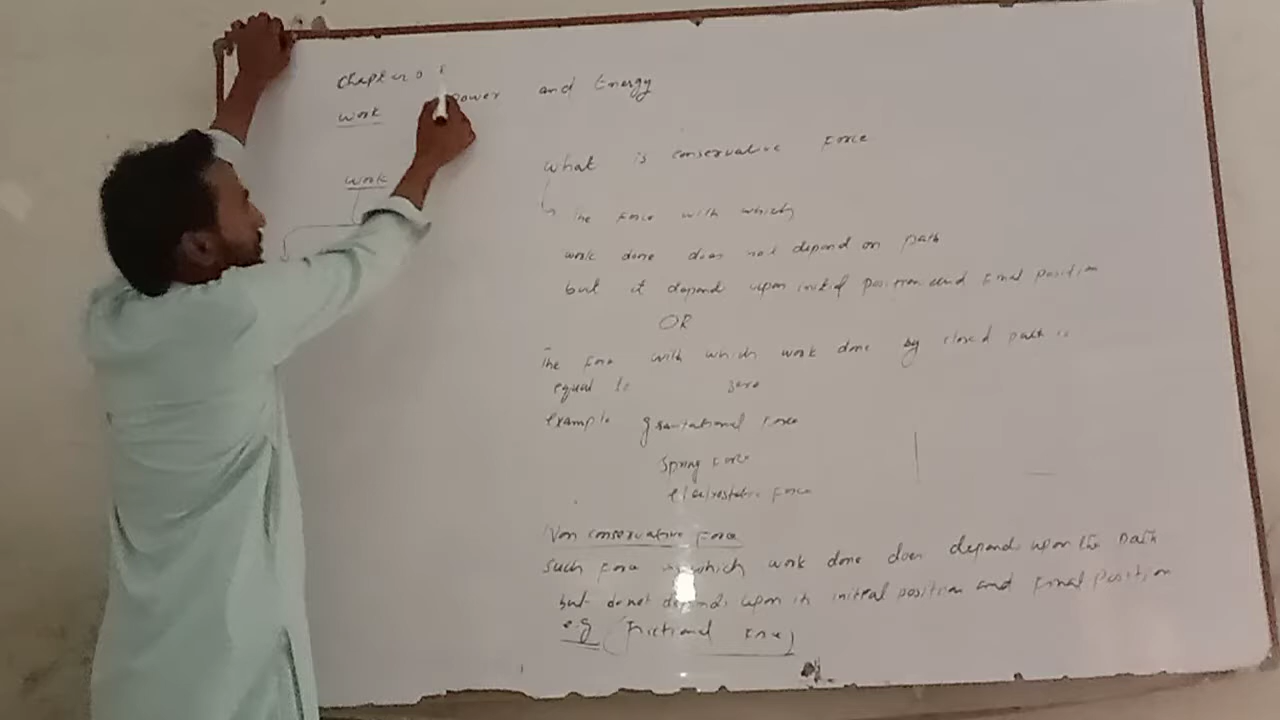 Chapter 0
work power and Energy
work
what is conservative Force
The Force with which
work done does not depend on path
but it depend upon initial position and Final position
OR
The Force with which work done by closed path is
equal to zero
example gravitational Force
Spring Force
electrostatic Force
Non conservative Force
Such Force in which work done does depends upon the path
but do not depends upon its initial position and Final position
e.g (Frictional Force)